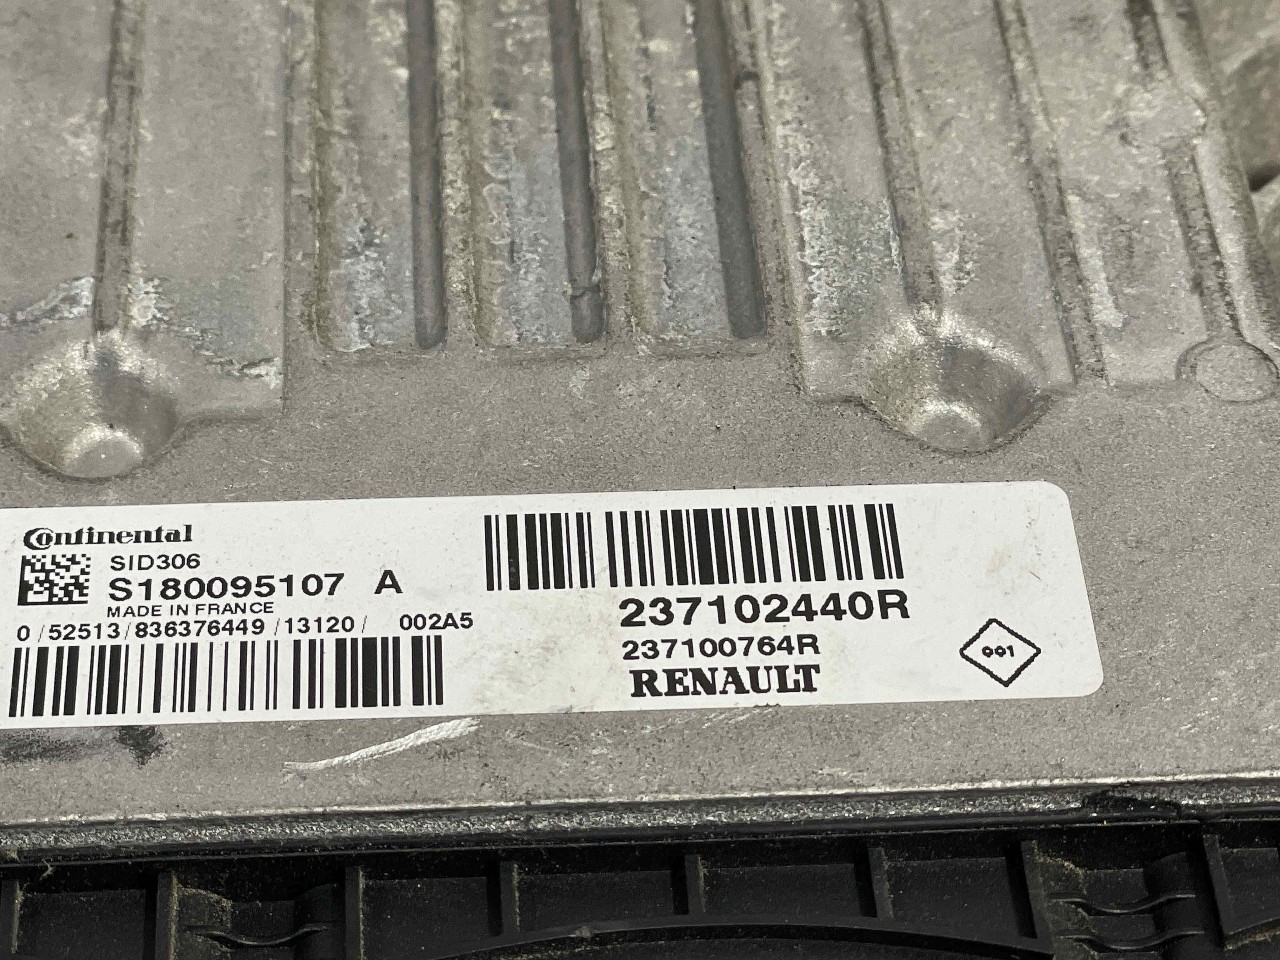 Continental
SID306
S180095107 A
MADE IN FRANCE
0/52513/836376449/13120/ 002A5
237102440R
237100764R
RENAULT
001